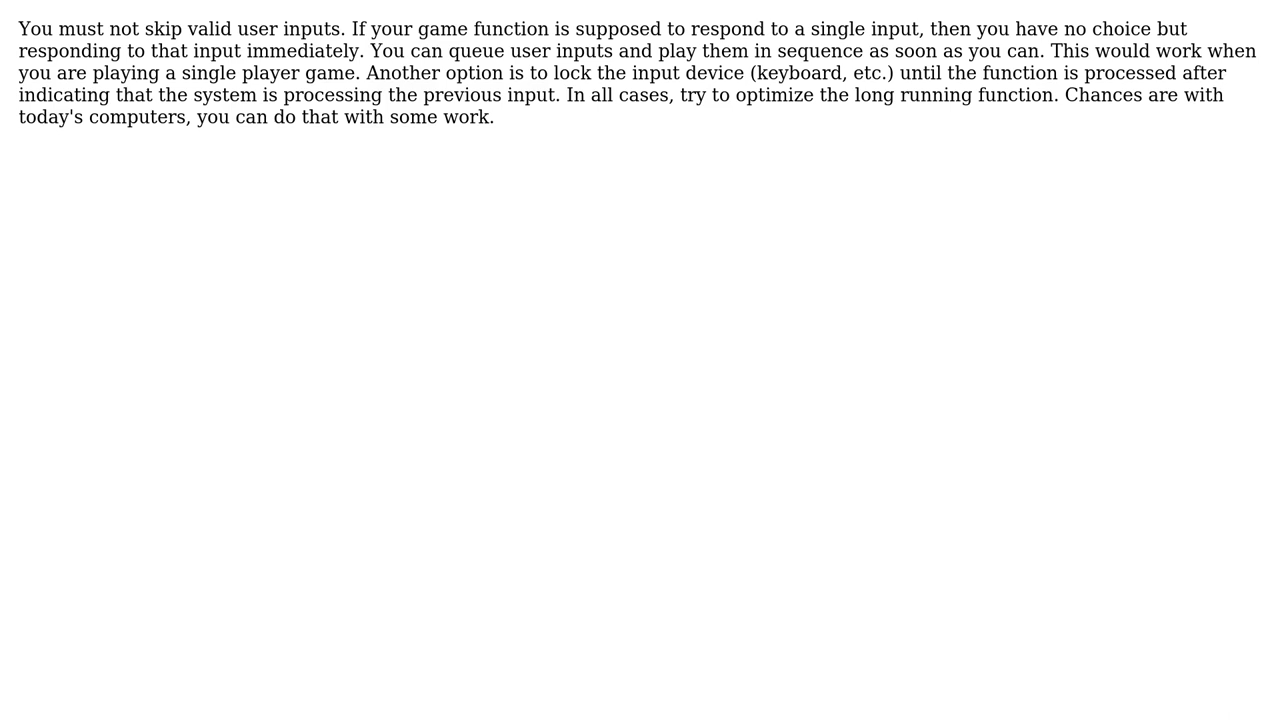 You must not skip valid user inputs. If your game function is supposed to respond to a single input, then you have no choice but
responding to that input immediately. You can queue user inputs and play them in sequence as soon as you can. This would work when
you are playing a single player game. Another option is to lock the input device (keyboard, etc.) until the function is processed after
indicating that the system is processing the previous input. In all cases, try to optimize the long running function. Chances are with
today's computers, you can do that with some work.